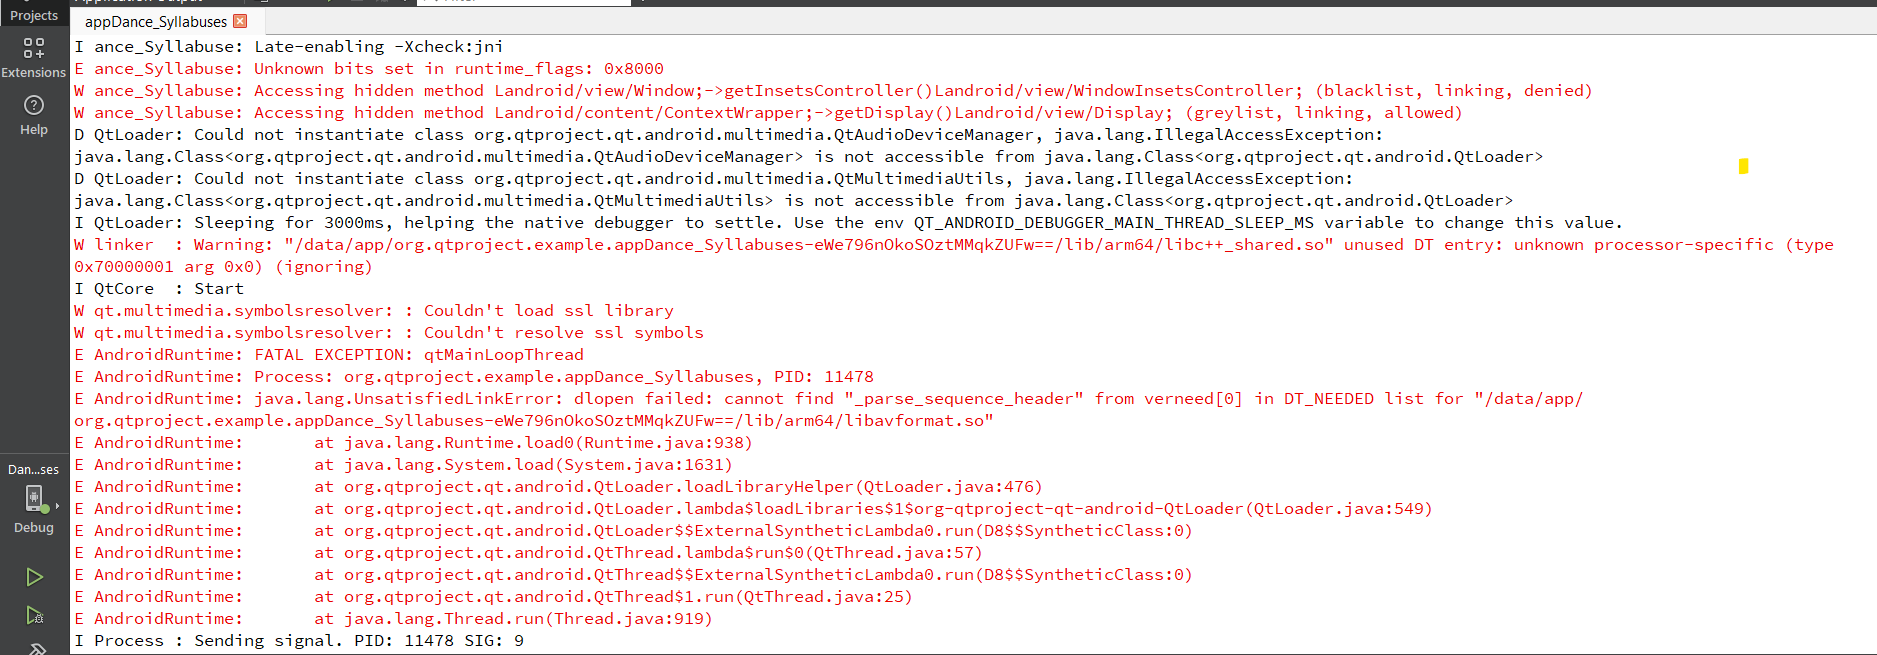 Projects
Extensions
Help
Dan...ses
Debug
appDance_Syllabuses
I ance_Syllabuse: Late-enabling -Xcheck:jni
E ance_Syllabuse: Unknown bits set in runtime_flags: 0x8000
W ance_Syllabuse: Accessing hidden method Landroid/view/Window;->getInsetsController()Landroid/view/WindowInsetsController; (blacklist, linking, denied)
W ance_Syllabuse: Accessing hidden method Landroid/content/ContextWrapper;->getDisplay()Landroid/view/Display; (greylist, linking, allowed)
D QtLoader: Could not instantiate class org.qtproject.qt.android.multimedia.QtAudioDeviceManager, java.lang.IllegalAccessException:
java.lang.Class<org.qtproject.qt.android.multimedia.QtAudioDeviceManager> is not accessible from java.lang.Class<org.qtproject.qt.android.QtLoader>
D QtLoader: Could not instantiate class org.qtproject.qt.android.multimedia.QtMultimediaUtils, java.lang.IllegalAccessException:
java.lang.Class<org.qtproject.qt.android.multimedia.QtMultimediaUtils> is not accessible from java.lang.Class<org.qtproject.qt.android.QtLoader>
I QtLoader: Sleeping for 3000ms, helping the native debugger to settle. Use the env QT_ANDROID_DEBUGGER_MAIN_THREAD_SLEEP_MS variable to change this value.
W linker  : Warning: "/data/app/org.qtproject.example.appDance_Syllabuses-eWe796nOkoSOztMMqkZUFw==/lib/arm64/libc++_shared.so" unused DT entry: unknown processor-specific (type
0x70000001 arg 0x0) (ignoring)
I QtCore  : Start
W qt.multimedia.symbolsresolver: : Couldn't load ssl library
W qt.multimedia.symbolsresolver: : Couldn't resolve ssl symbols
E AndroidRuntime: FATAL EXCEPTION: qtMainLoopThread
E AndroidRuntime: Process: org.qtproject.example.appDance_Syllabuses, PID: 11478
E AndroidRuntime: java.lang.UnsatisfiedLinkError: dlopen failed: cannot find "_parse_sequence_header" from verneed[0] in DT_NEEDED list for "/data/app/
org.qtproject.example.appDance_Syllabuses-eWe796nOkoSOztMMqkZUFw==/lib/arm64/libavformat.so"
E AndroidRuntime:       at java.lang.Runtime.load0(Runtime.java:938)
E AndroidRuntime:       at java.lang.System.load(System.java:1631)
E AndroidRuntime:       at org.qtproject.qt.android.QtLoader.loadLibraryHelper(QtLoader.java:476)
E AndroidRuntime:       at org.qtproject.qt.android.QtLoader.lambda$loadLibraries$1$org-qtproject-qt-android-QtLoader(QtLoader.java:549)
E AndroidRuntime:       at org.qtproject.qt.android.QtLoader$$ExternalSyntheticLambda0.run(D8$$SyntheticClass:0)
E AndroidRuntime:       at org.qtproject.qt.android.QtThread.lambda$run$0(QtThread.java:57)
E AndroidRuntime:       at org.qtproject.qt.android.QtThread$$ExternalSyntheticLambda0.run(D8$$SyntheticClass:0)
E AndroidRuntime:       at org.qtproject.qt.android.QtThread$1.run(QtThread.java:25)
E AndroidRuntime:       at java.lang.Thread.run(Thread.java:919)
I Process : Sending signal. PID: 11478 SIG: 9